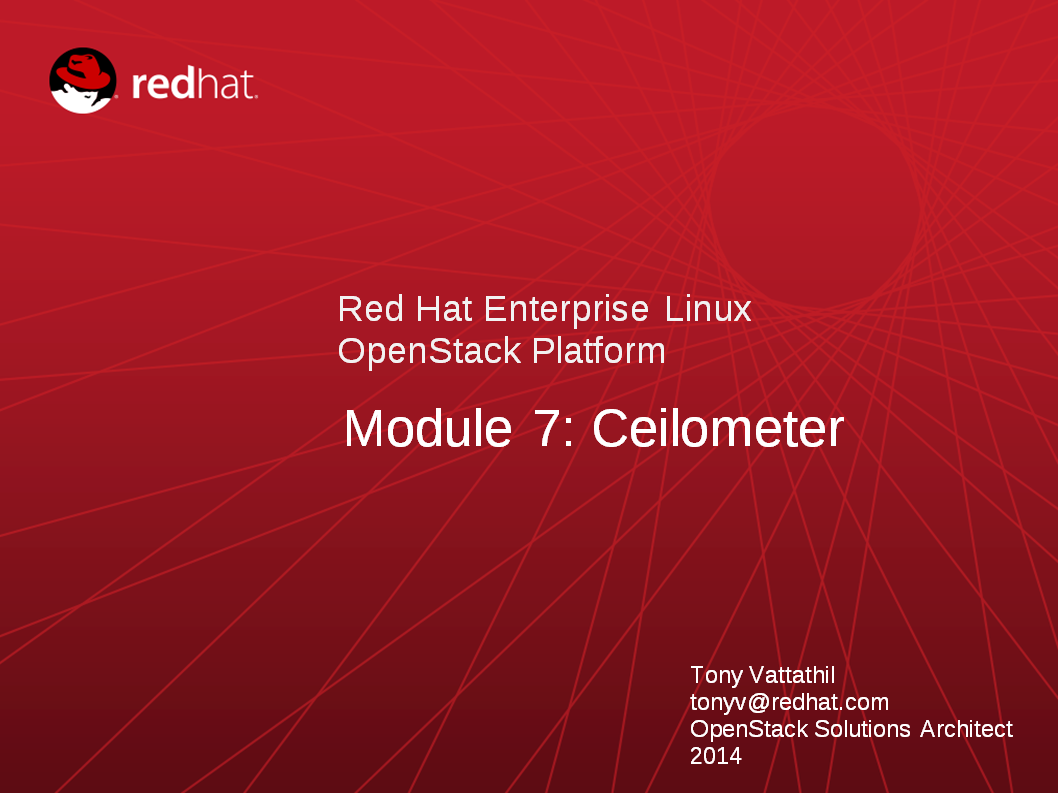 redhat.
Red Hat Enterprise Linux
OpenStack Platform
Module 7: Ceilometer
Tony Vattathil
tonyv@redhat.com
OpenStack Solutions Architect
2014